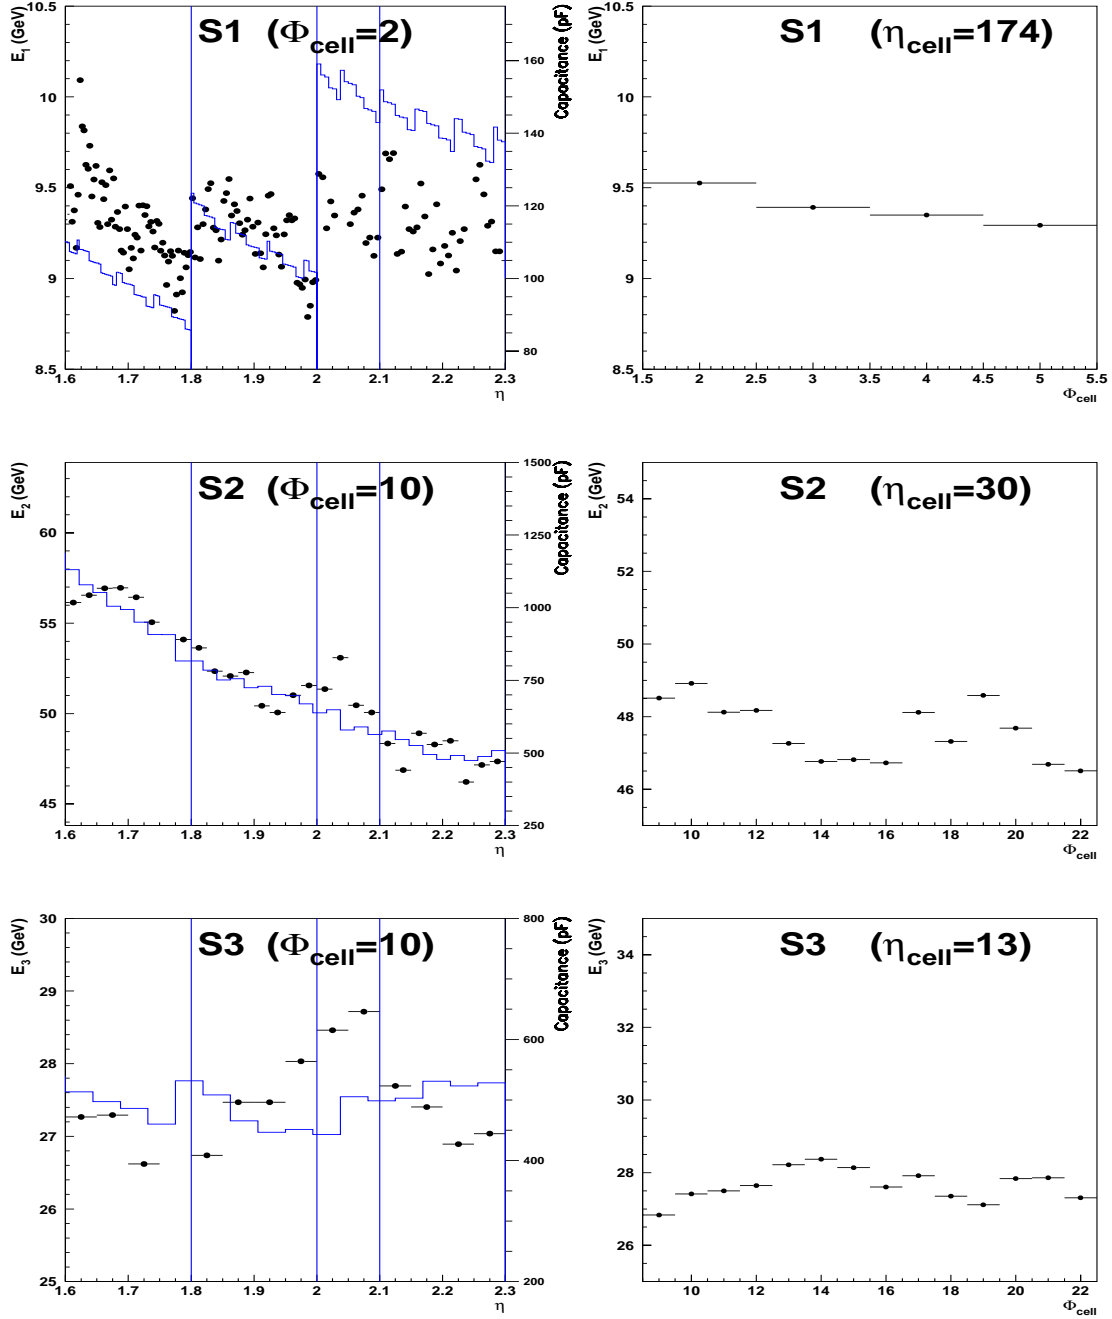 S1 (Φcell=2)
E1 (GeV)
10.5
10
9.5
9
8.5
Capacitance (pF)
160
140
120
100
80
1.6 1.7 1.8 1.9 2 2.1 2.2 2.3
η
S1 (ηcell=174)
E1 (GeV)
10.5
10
9.5
9
8.5
1.5 2 2.5 3 3.5 4 4.5 5 5.5
Φcell
S2 (Φcell=10)
E2 (GeV)
60
55
50
45
Capacitance (pF)
1500
1250
1000
750
500
250
1.6 1.7 1.8 1.9 2 2.1 2.2 2.3
η
S2 (ηcell=30)
E2 (GeV)
54
52
50
48
46
10 12 14 16 18 20 22
Φcell
S3 (Φcell=10)
E3 (GeV)
30
29
28
27
26
25
Capacitance (pF)
800
600
400
200
1.6 1.7 1.8 1.9 2 2.1 2.2 2.3
η
S3 (ηcell=13)
E3 (GeV)
34
32
30
28
26
10 12 14 16 18 20 22
Φcell